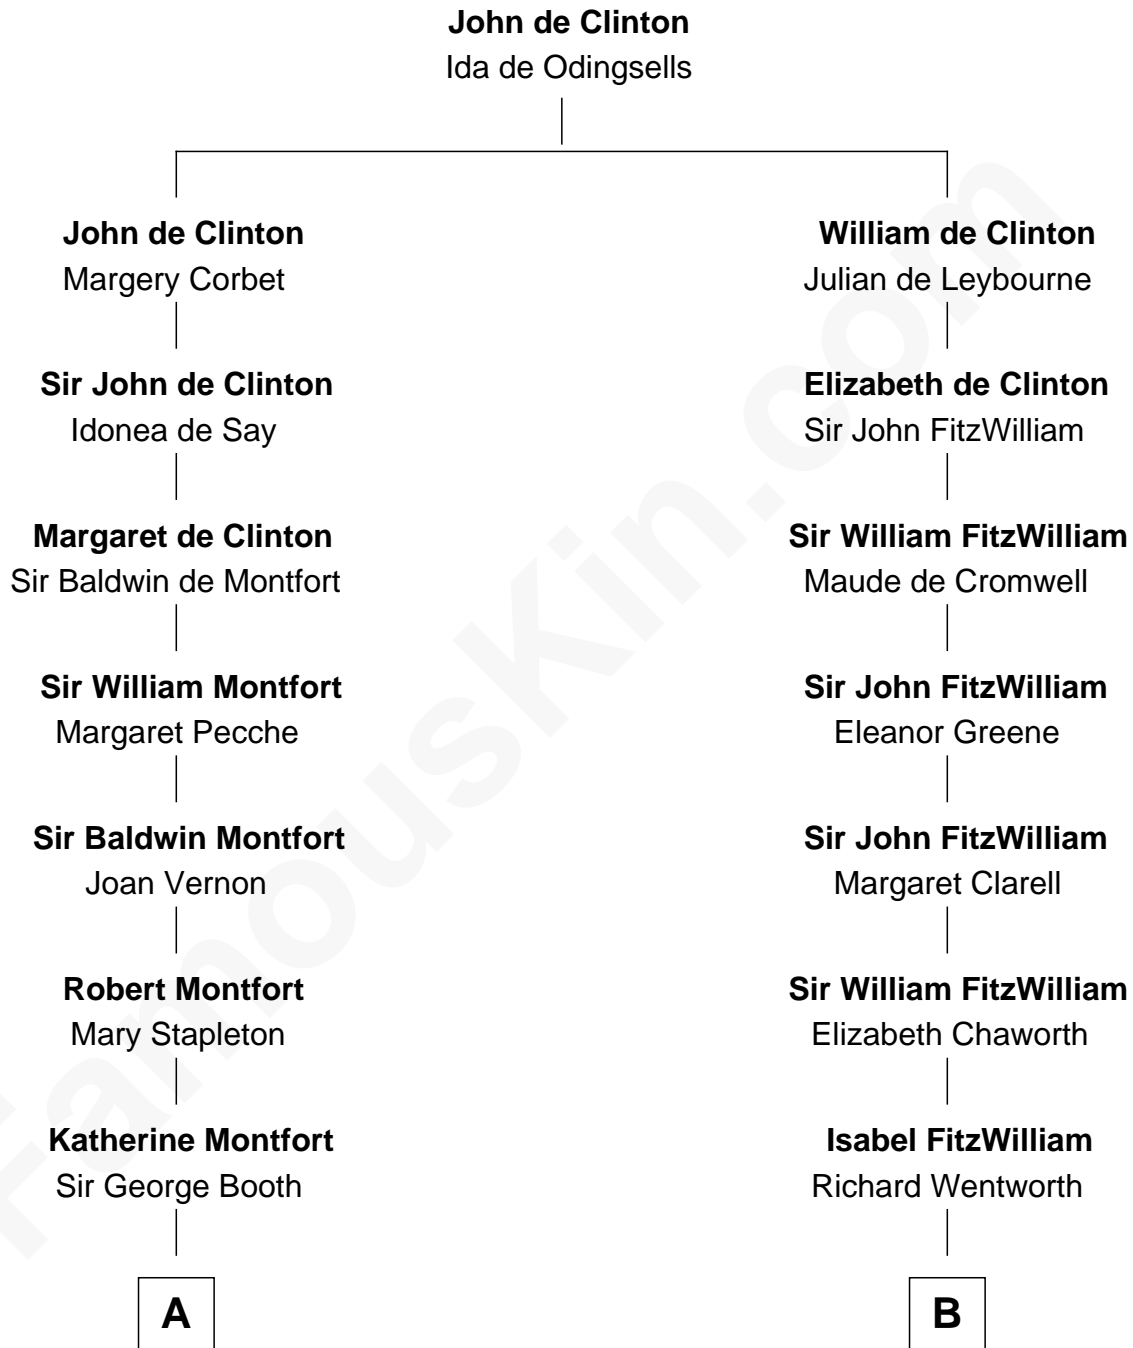 John de Clinton
Ida de Odingsells
John de Clinton
Margery Corbet
William de Clinton
Julian de Leybourne
Sir John de Clinton
Idonea de Say
Elizabeth de Clinton
Sir John FitzWilliam
Margaret de Clinton
Sir Baldwin de Montfort
Sir William FitzWilliam
Maude de Cromwell
Sir William Montfort
Margaret Pecche
Sir John FitzWilliam
Eleanor Greene
Sir Baldwin Montfort
Joan Vernon
Sir John FitzWilliam
Margaret Clarell
Robert Montfort
Mary Stapleton
Sir William FitzWilliam
Elizabeth Chaworth
Katherine Montfort
Sir George Booth
Isabel FitzWilliam
Richard Wentworth
A
B
FamousKin.com